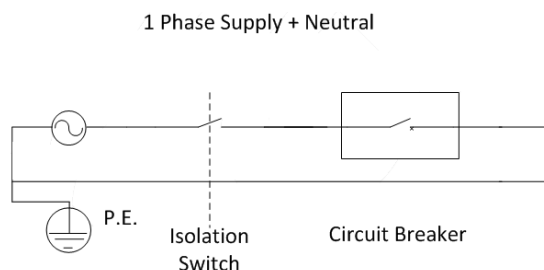 1 Phase Supply + Neutral
P.E.
Isolation
Switch
Circuit Breaker